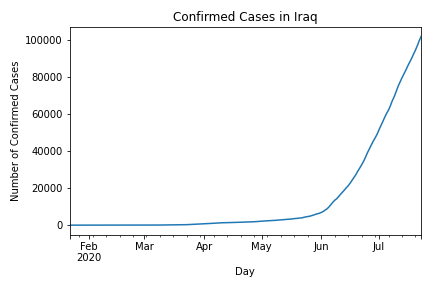 Confirmed Cases in Iraq
100000
80000
60000
40000
20000
0
Number of Confirmed Cases
Feb Mar Apr May Jun Jul
2020
Day